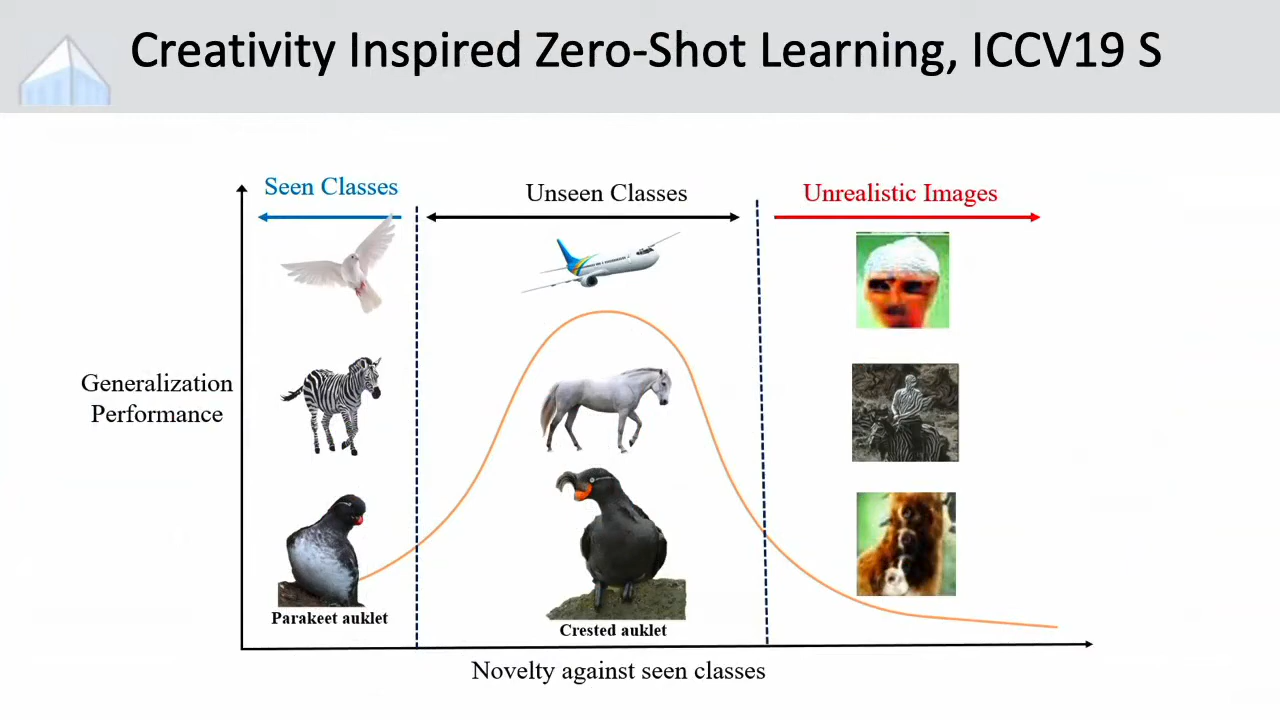 Creativity Inspired Zero-Shot Learning, ICCV19 S
Seen Classes
Unseen Classes
Unrealistic Images
Generalization
Performance
Parakeet auklet
Crested auklet
Novelty against seen classes